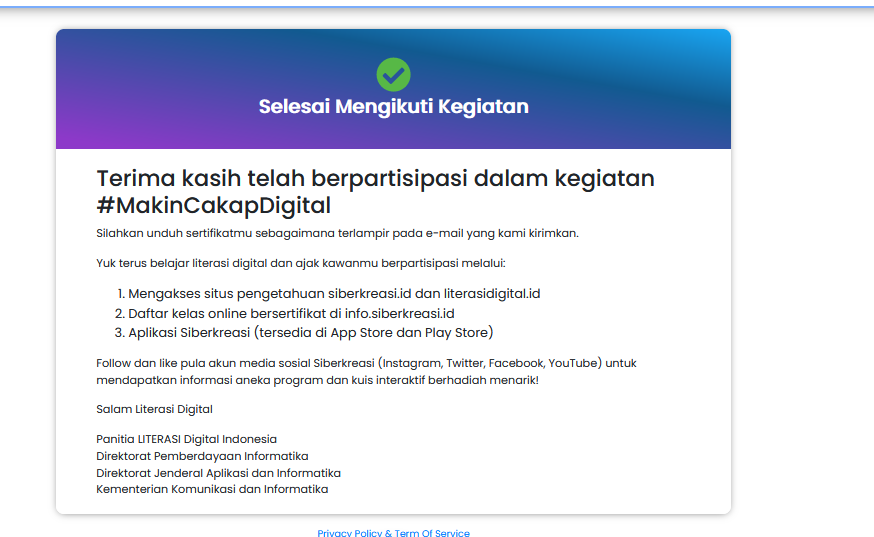 Selesai Mengikuti Kegiatan
Terima kasih telah berpartisipasi dalam kegiatan
#MakinCakapDigital
Silahkan unduh sertifikatmu sebagaimana terlampir pada e-mail yang kami kirimkan.
Yuk terus belajar literasi digital dan ajak kawanmu berpartisipasi melalui:
1. Mengakses situs pengetahuan siberkreasi.id dan literasidigital.id
2. Daftar kelas online bersertifikat di info.siberkreasi.id
3. Aplikasi Siberkreasi (tersedia di App Store dan Play Store)
Follow dan like pula akun media sosial Siberkreasi (Instagram, Twitter, Facebook, YouTube) untuk
mendapatkan informasi aneka program dan kuis interaktif berhadiah menarik!
Salam Literasi Digital
Panitia LITERASI Digital Indonesia
Direktorat Pemberdayaan Informatika
Direktorat Jenderal Aplikasi dan Informatika
Kementerian Komunikasi dan Informatika
Privacy Policy & Term Of Service